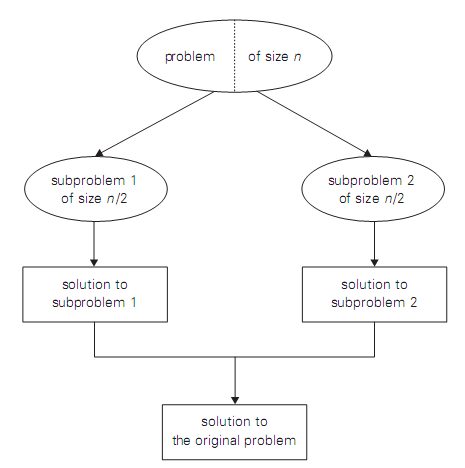 problem of size n
subproblem 1
of size n/2
subproblem 2
of size n/2
solution to
subproblem 1
solution to
subproblem 2
solution to
the original problem